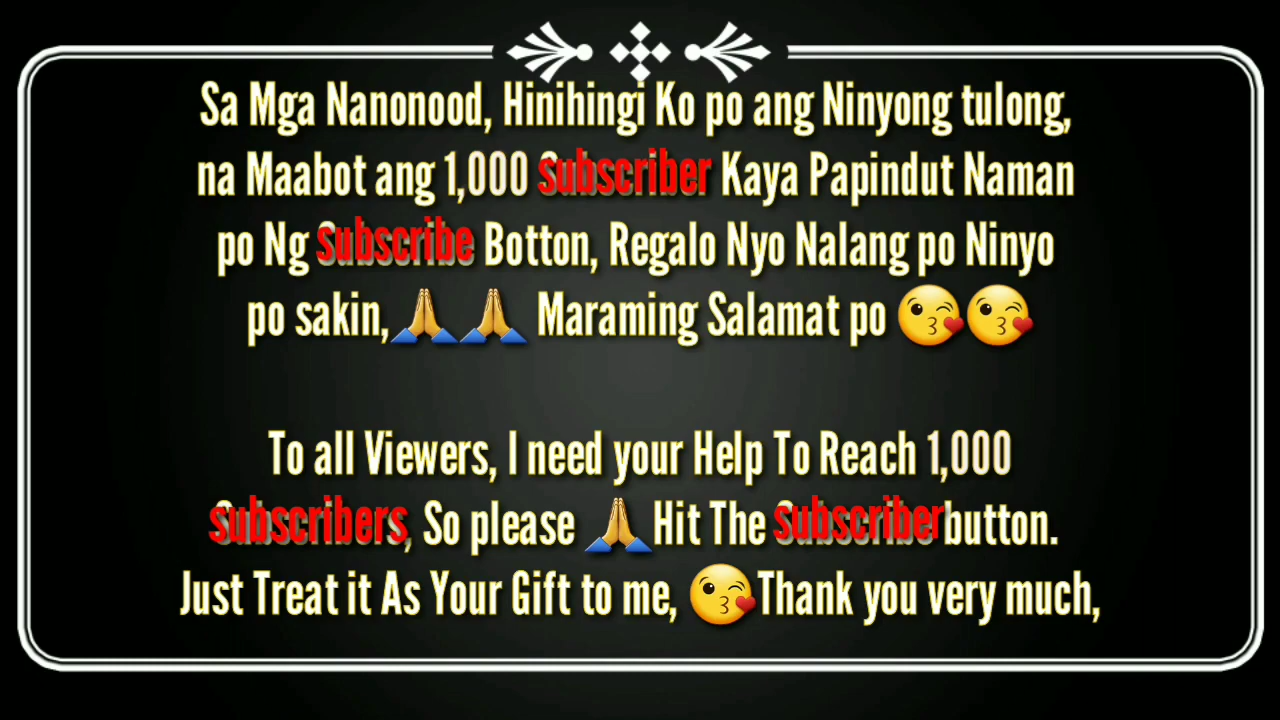 Sa Mga Nanonood, Hinihingi Ko po ang Ninyong tulong,
na Maabot ang 1,000 Subscriber Kaya Papindut Naman
po Ng Subscribe Botton, Regalo Nyo Nalang po Ninyo
po sakin,🙏🙏 Maraming Salamat po 😘😘
To all Viewers, I need your Help To Reach 1,000
Subscribers, So please 🙏Hit The Subscriber button.
Just Treat it As Your Gift to me, 😘Thank you very much,